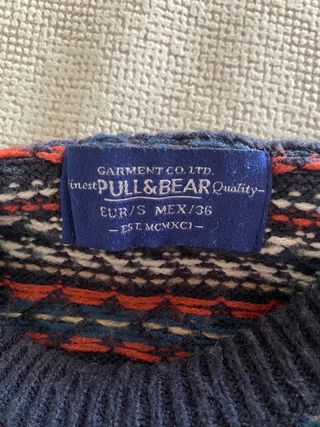 GARMENT CO. LTD.
Finest PULL&BEAR Quality–
EUR/S MEX/36
– EST. MCMXCI –